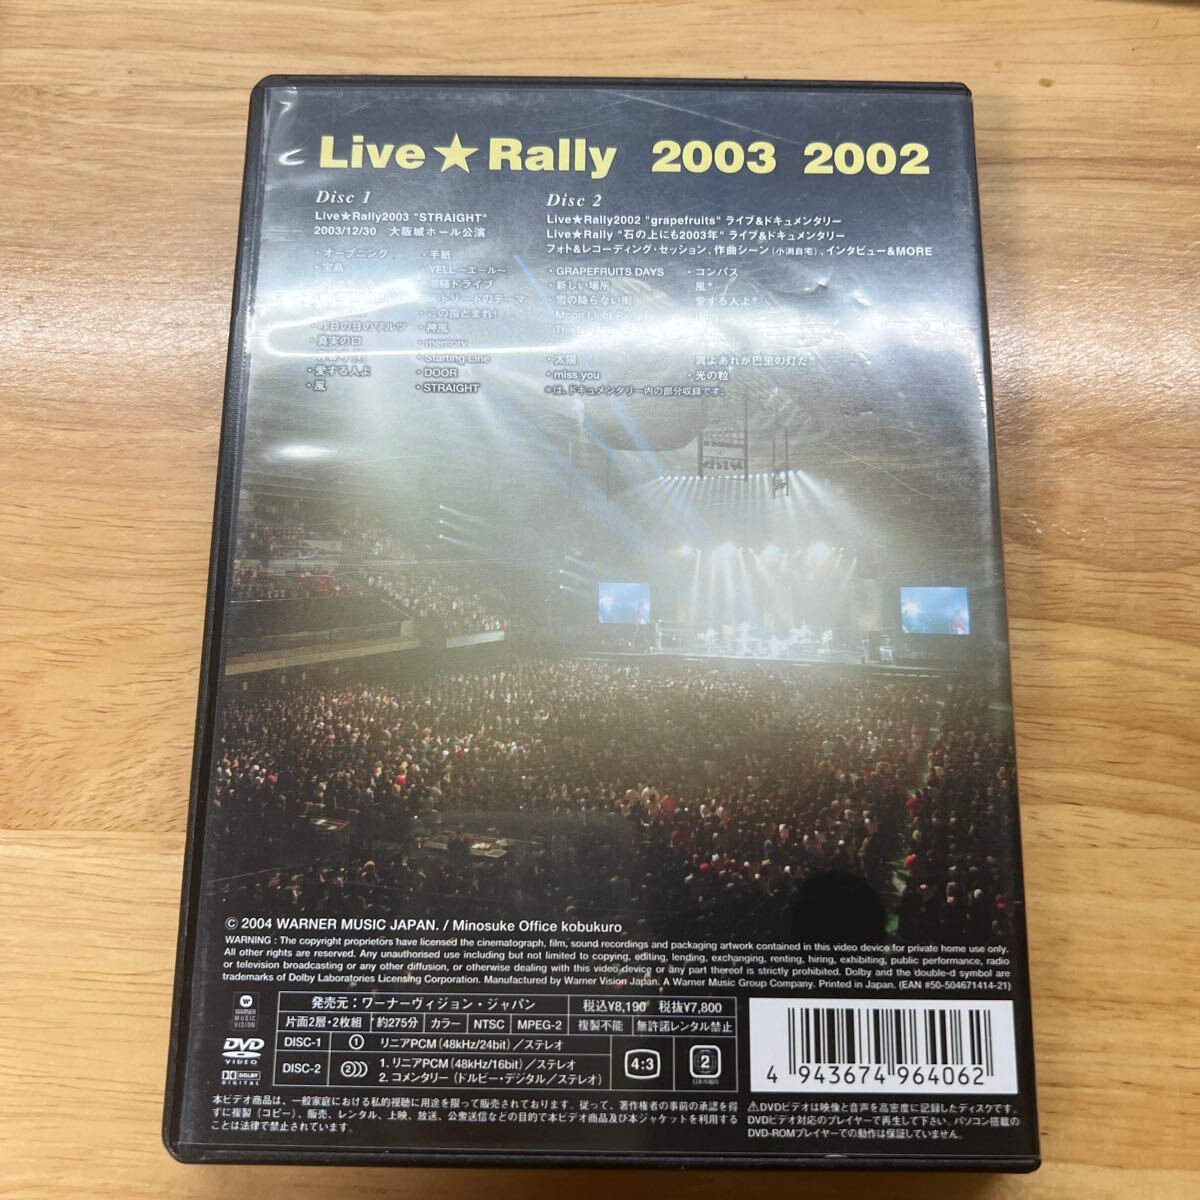 Live★Rally 2003 2002
Disc 1
Live★Rally2003 "STRAIGHT"
2003/12/30 大阪城ホール公演
・オープニング
・宝島
・昨日の日のワルツ
・真実の口
・愛する人よ
・風
・手紙
・YELL～エール～
・潮騒ドライブ
ストリートのテーマ
・この指とまれ!
・神風
・memory
・Starting Line
・DOOR
・STRAIGHT
Disc 2
Live★Rally2002 "grapefruits" ライブ&ドキュメンタリー
Live★Rally "石の上にも2003年" ライブ&ドキュメンタリー
フォト&レコーディング・セッション、作曲シーン(小渕自宅)、インタビュー&MORE
・GRAPEFRUITS DAYS
・新しい場所
・雪の降らない街
Moon Light Party
・太陽
・miss you
・コンパス
・風*
愛する人よ*
翼よあれが巴里の灯だ
・光の粒
*は、ドキュメンタリー内の部分収録です。
© 2004 WARNER MUSIC JAPAN. / Minosuke Office kobukuro
WARNING : The copyright proprietors have licensed the cinematograph, film, sound recordings and packaging artwork contained in this video device for private home use only.
All other rights are reserved. Any unauthorised use including but not limited to copying, editing, lending, exchanging, renting, hiring, exhibiting, public performance, radio
or television broadcasting or any other diffusion, or otherwise dealing with this video device or any part thereof is strictly prohibited. Dolby and the double-d symbol are
trademarks of Dolby Laboratories Licensing Corporation. Manufactured by Warner Vision Japan. A Warner Music Group Company. Printed in Japan. (EAN #50-504671414-21)
WARNER
MUSIC
VISION
発売元：ワーナーヴィジョン・ジャパン 税込¥8,190 税抜¥7,800
片面2層・2枚組 約275分 カラー NTSC MPEG-2 複製不能 無許諾レンタル禁止
DISC-1 ① リニアPCM (48kHz/24bit)／ステレオ
DISC-2 2 1. リニアPCM (48kHz/16bit)／ステレオ
2. コメンタリー (ドルビー・デジタル／ステレオ)
4:3
2
日本市場向
DVD
VIDEO
DOLBY
DIGITAL
4 943674 964062
本ビデオ商品は、一般家庭における私的視聴に用途を限って販売されております。従って、著作権者の事前の承認を得
ずに複製（コピー）、販売、レンタル、上映、放送、公衆送信などの目的で本ビデオ商品及び本ジャケットを利用する
ことは法律で禁止されています。
⚠DVDビデオは映像と音声を高密度に記録したディスクです。
DVDビデオ対応のプレイヤーで再生して下さい。パソコン搭載の
DVD-ROMプレイヤーでの動作は保証していません。